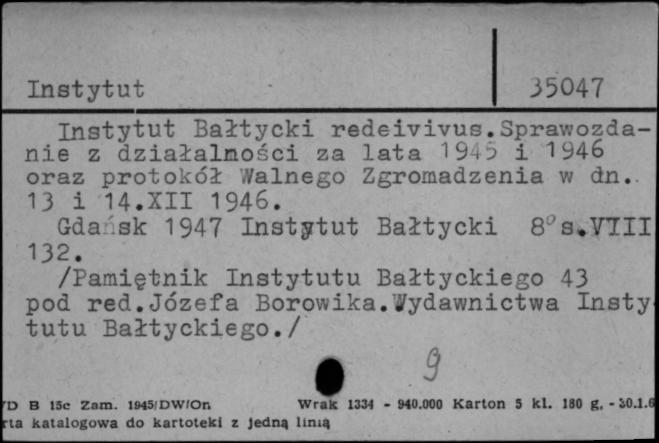 Instytut
35047
Instytut Bałtycki redeivivus.Sprawozda-
nie z działalności za lata 1945 i 1946
oraz protokół Walnego Zgromadzenia w dn.
13 i 14.XII 1946.
Gdańsk 1947 Instytut Bałtycki 8° s.VIII
132.
/Pamiętnik Instytutu Bałtyckiego 43
pod red.Józefa Borowika.Wydawnictwa Insty
tutu Bałtyckiego./
9
D B 15c Zam. 1945/DW/On Wrak 1334 - 940.000 Karton 5 kl. 180 g. - 30.1.6
rta katalogowa do kartoteki z jedną linią